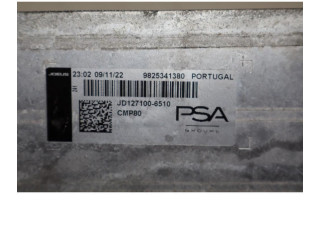 23:02 09/11/22 9825341380 PORTUGAL
JD127100-6510
CMP80
PSA
GROUPE